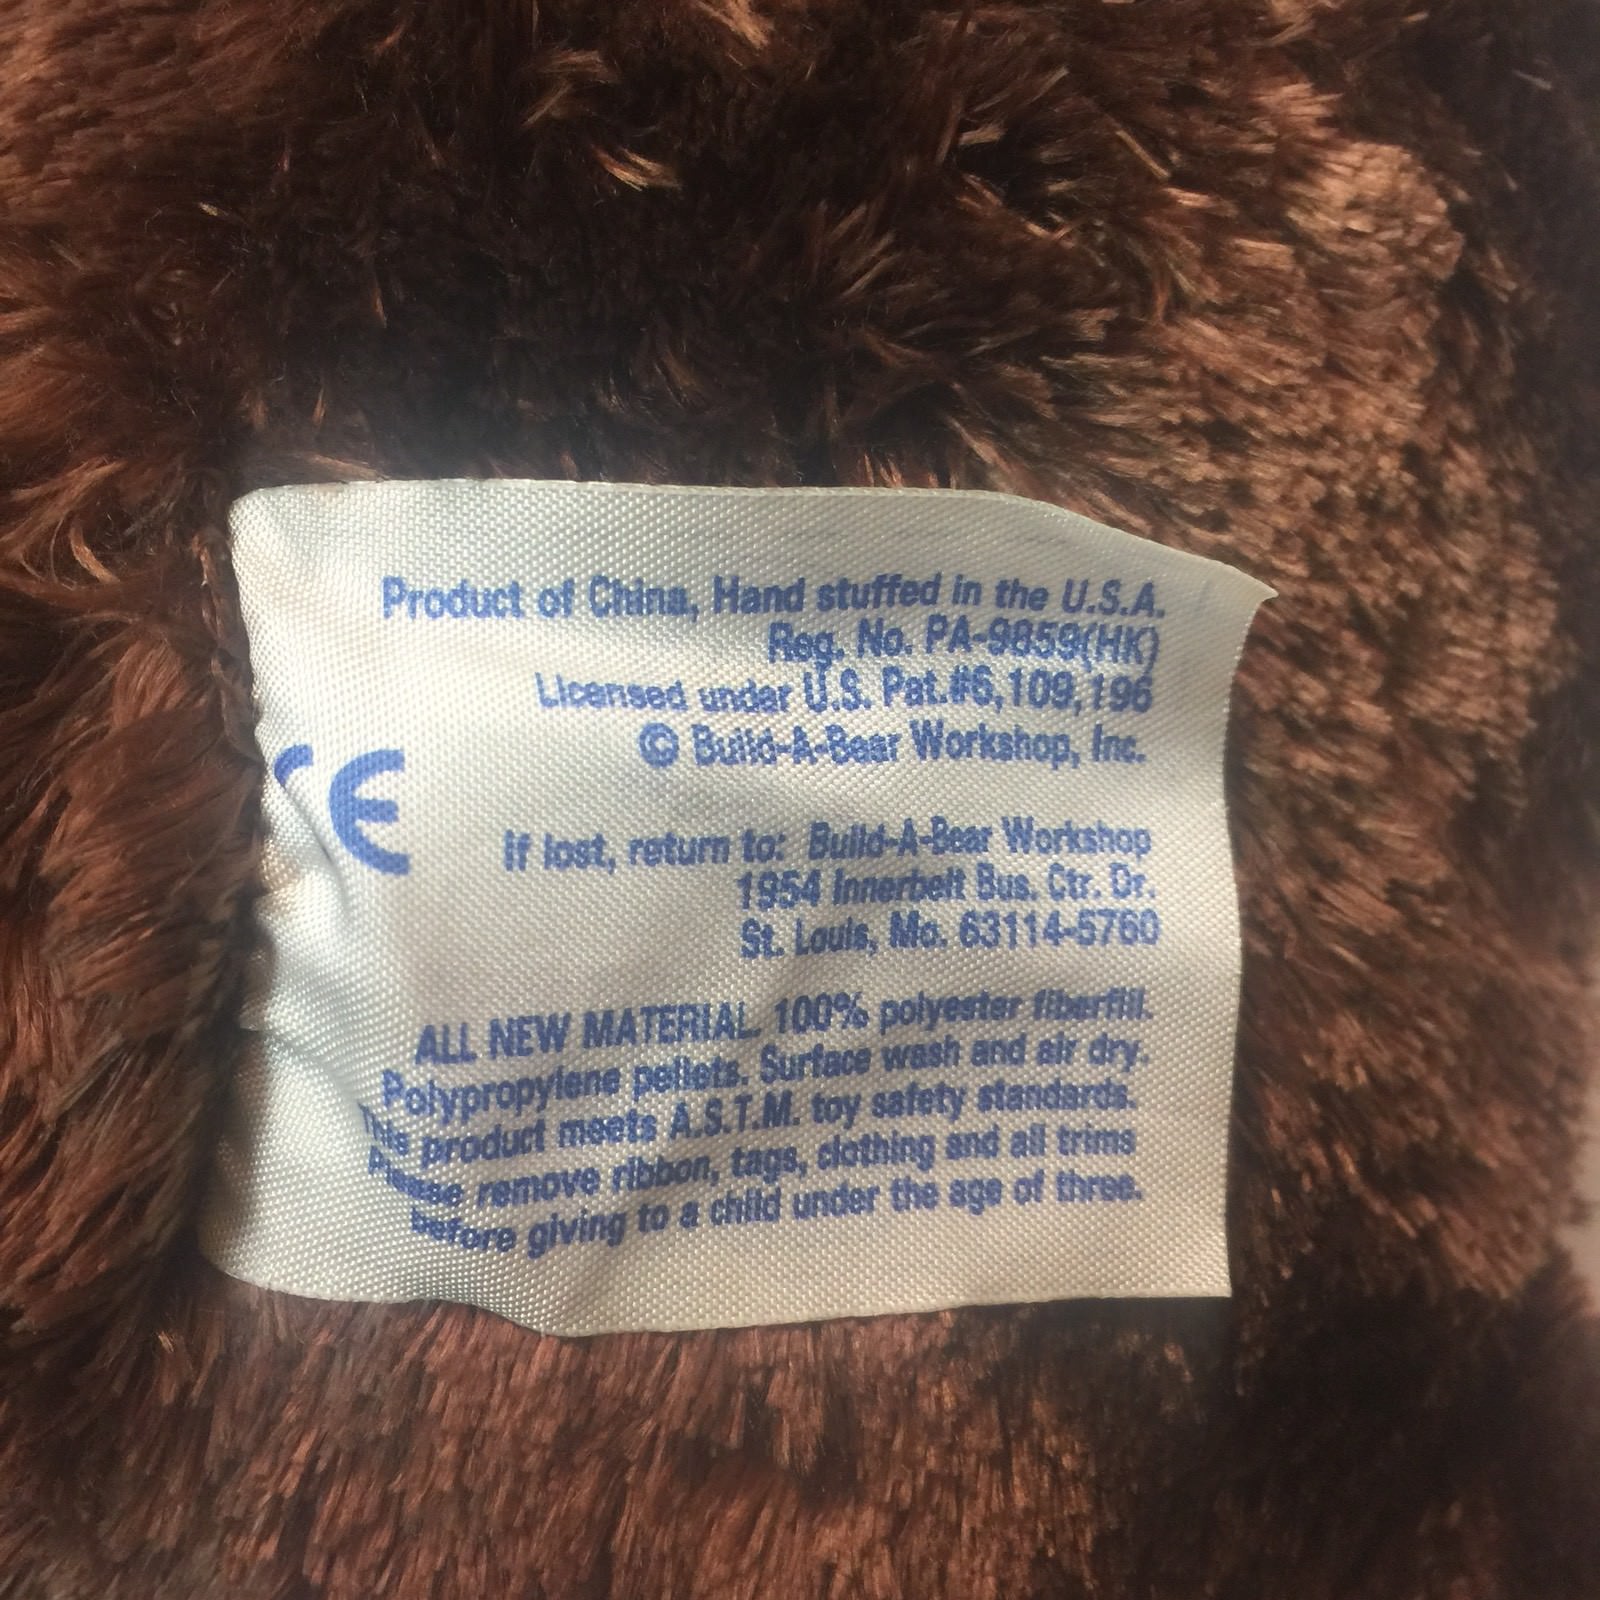 Product of China, Hand stuffed in the U.S.A.
Reg. No. PA-9859(HK)
Licensed under U.S. Pat.#6,109,196
© Build-A-Bear Workshop, Inc.
CE
If lost, return to: Build-A-Bear Workshop
1954 Innerbelt Bus. Ctr. Dr.
St. Louis, Mo. 63114-5760
ALL NEW MATERIAL 100% polyester fiberfill.
Polypropylene pellets. Surface wash and air dry.
This product meets A.S.T.M. toy safety standards.
Please remove ribbon, tags, clothing and all trims
before giving to a child under the age of three.